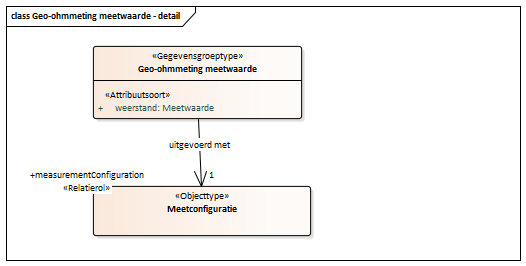 class Geo-ohmmeting meetwaarde - detail
«Gegevensgroeptype»
Geo-ohmmeting meetwaarde
«Attribuutsoort»
+ weerstand: Meetwaarde
uitgevoerd met
+measurementConfiguration
1
«Relatierol»
«Objecttype»
Meetconfiguratie